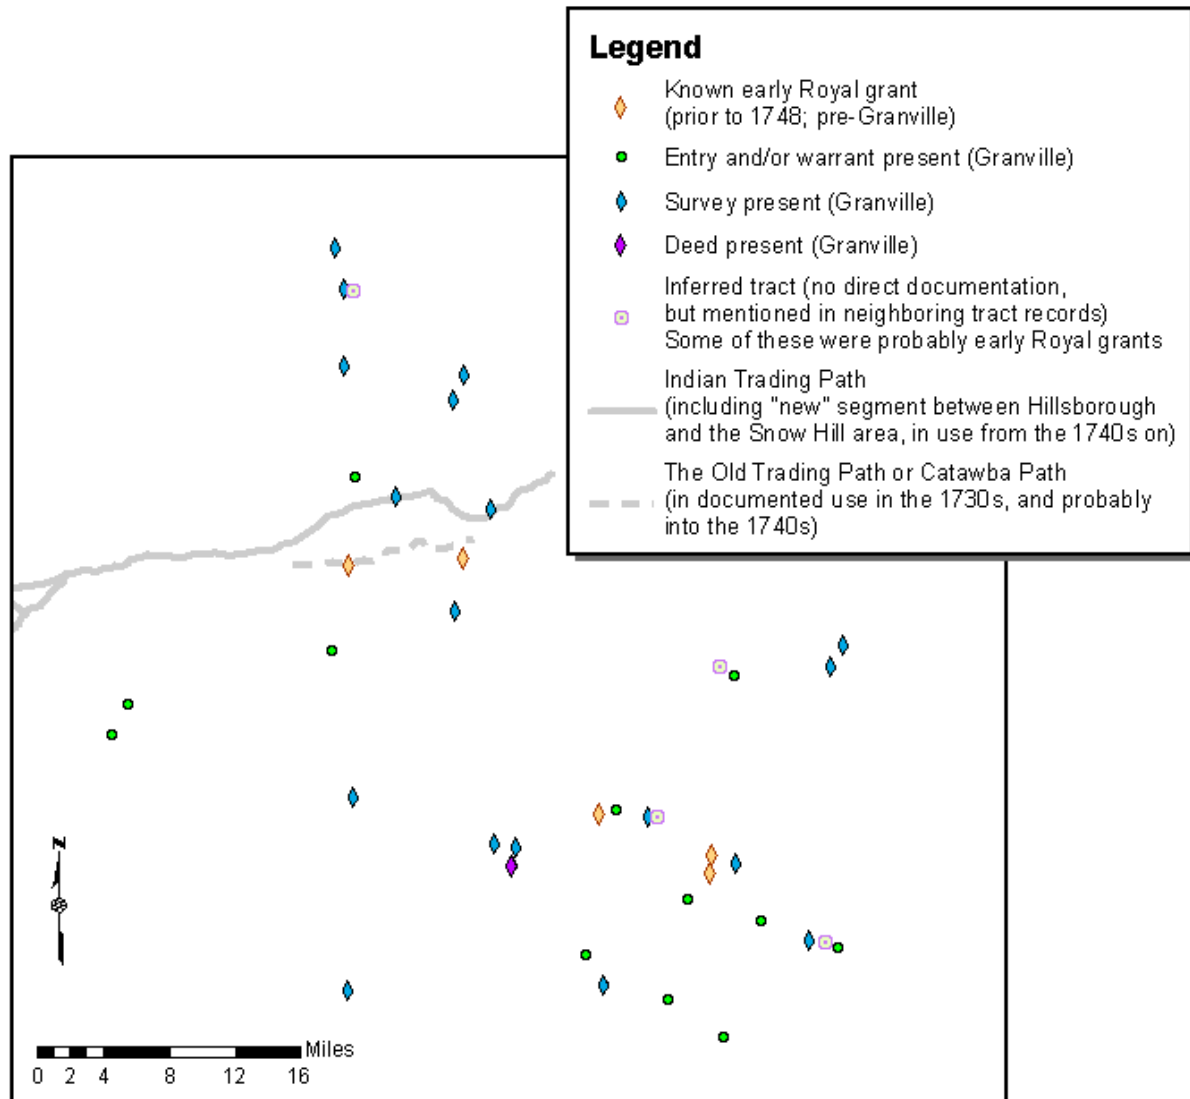 Legend
Known early Royal grant
(prior to 1748; pre-Granville)
Entry and/or warrant present (Granville)
Survey present (Granville)
Deed present (Granville)
Inferred tract (no direct documentation,
but mentioned in neighboring tract records)
Some of these were probably early Royal grants
Indian Trading Path
(including "new" segment between Hillsborough
and the Snow Hill area, in use from the 1740s on)
The Old Trading Path or Catawba Path
(in documented use in the 1730s, and probably
into the 1740s)
N
Miles
0 2 4 8 12 16